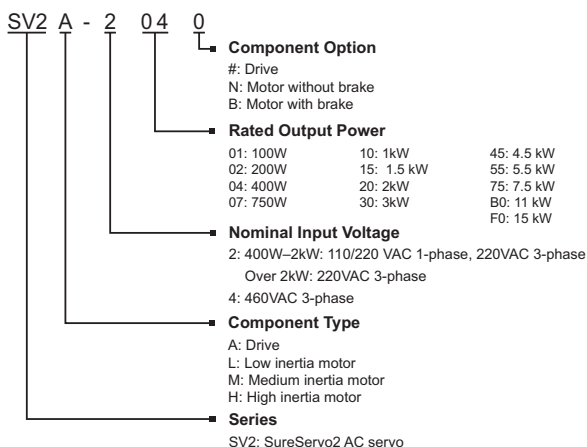 SV2 A - 2 04 0
Component Option
#: Drive
N: Motor without brake
B: Motor with brake
Rated Output Power
01: 100W 10: 1kW 45: 4.5 kW
02: 200W 15: 1.5 kW 55: 5.5 kW
04: 400W 20: 2kW 75: 7.5 kW
07: 750W 30: 3kW B0: 11 kW
F0: 15 kW
Nominal Input Voltage
2: 400W–2kW: 110/220 VAC 1-phase, 220VAC 3-phase
Over 2kW: 220VAC 3-phase
4: 460VAC 3-phase
Component Type
A: Drive
L: Low inertia motor
M: Medium inertia motor
H: High inertia motor
Series
SV2: SureServo2 AC servo